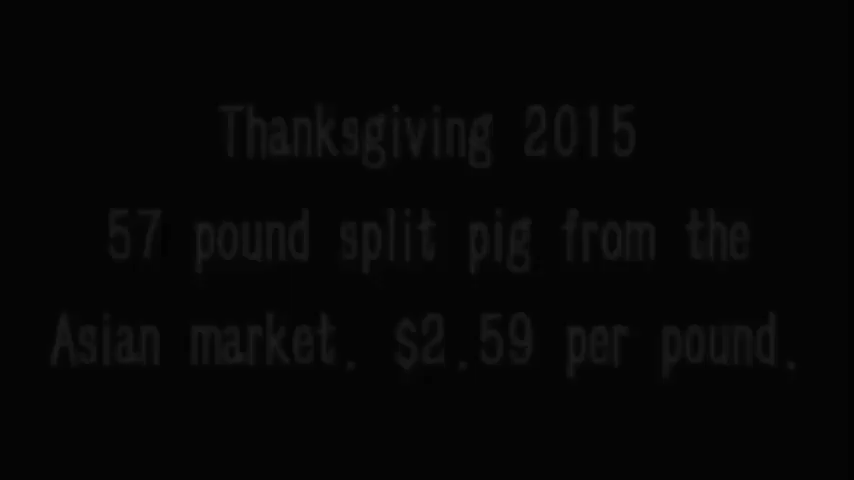 Thanksgiving 2015
57 pound split pig from the
Asian market. $2.59 per pound.